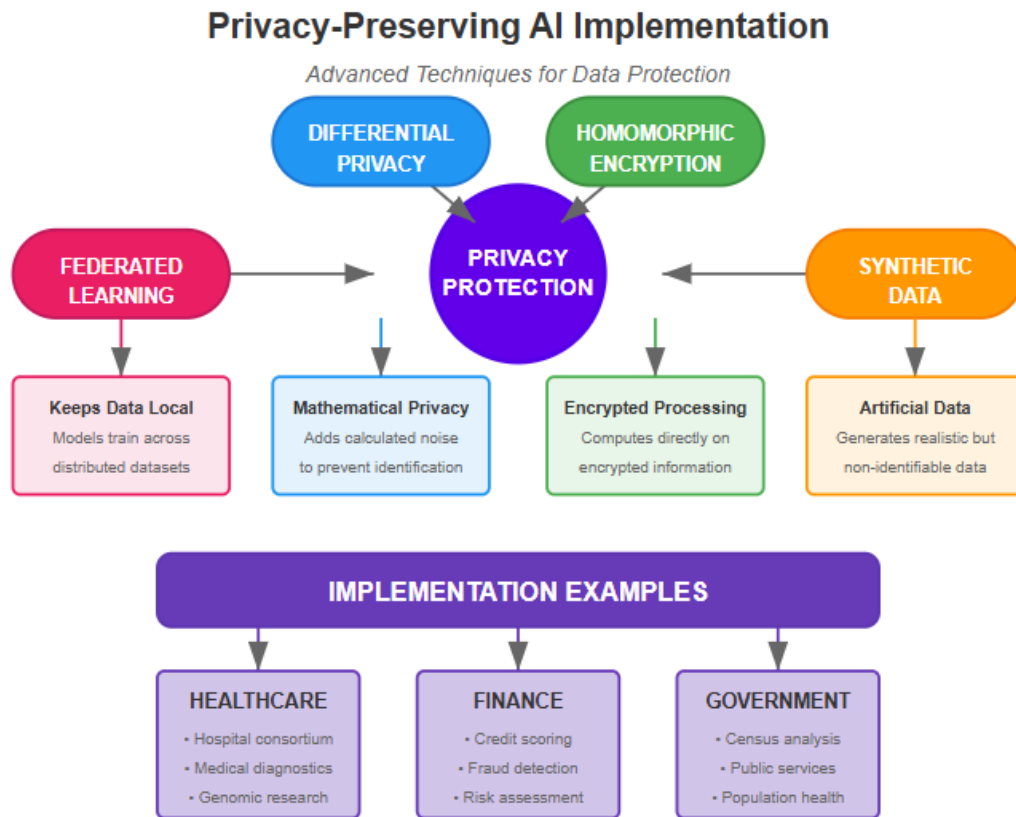 Privacy-Preserving AI Implementation
Advanced Techniques for Data Protection
DIFFERENTIAL
PRIVACY
HOMOMORPHIC
ENCRYPTION
FEDERATED
LEARNING
PRIVACY
PROTECTION
SYNTHETIC
DATA
Keeps Data Local
Models train across
distributed datasets
Mathematical Privacy
Adds calculated noise
to prevent identification
Encrypted Processing
Computes directly on
encrypted information
Artificial Data
Generates realistic but
non-identifiable data
IMPLEMENTATION EXAMPLES
HEALTHCARE
• Hospital consortium
• Medical diagnostics
• Genomic research
FINANCE
• Credit scoring
• Fraud detection
• Risk assessment
GOVERNMENT
• Census analysis
• Public services
• Population health